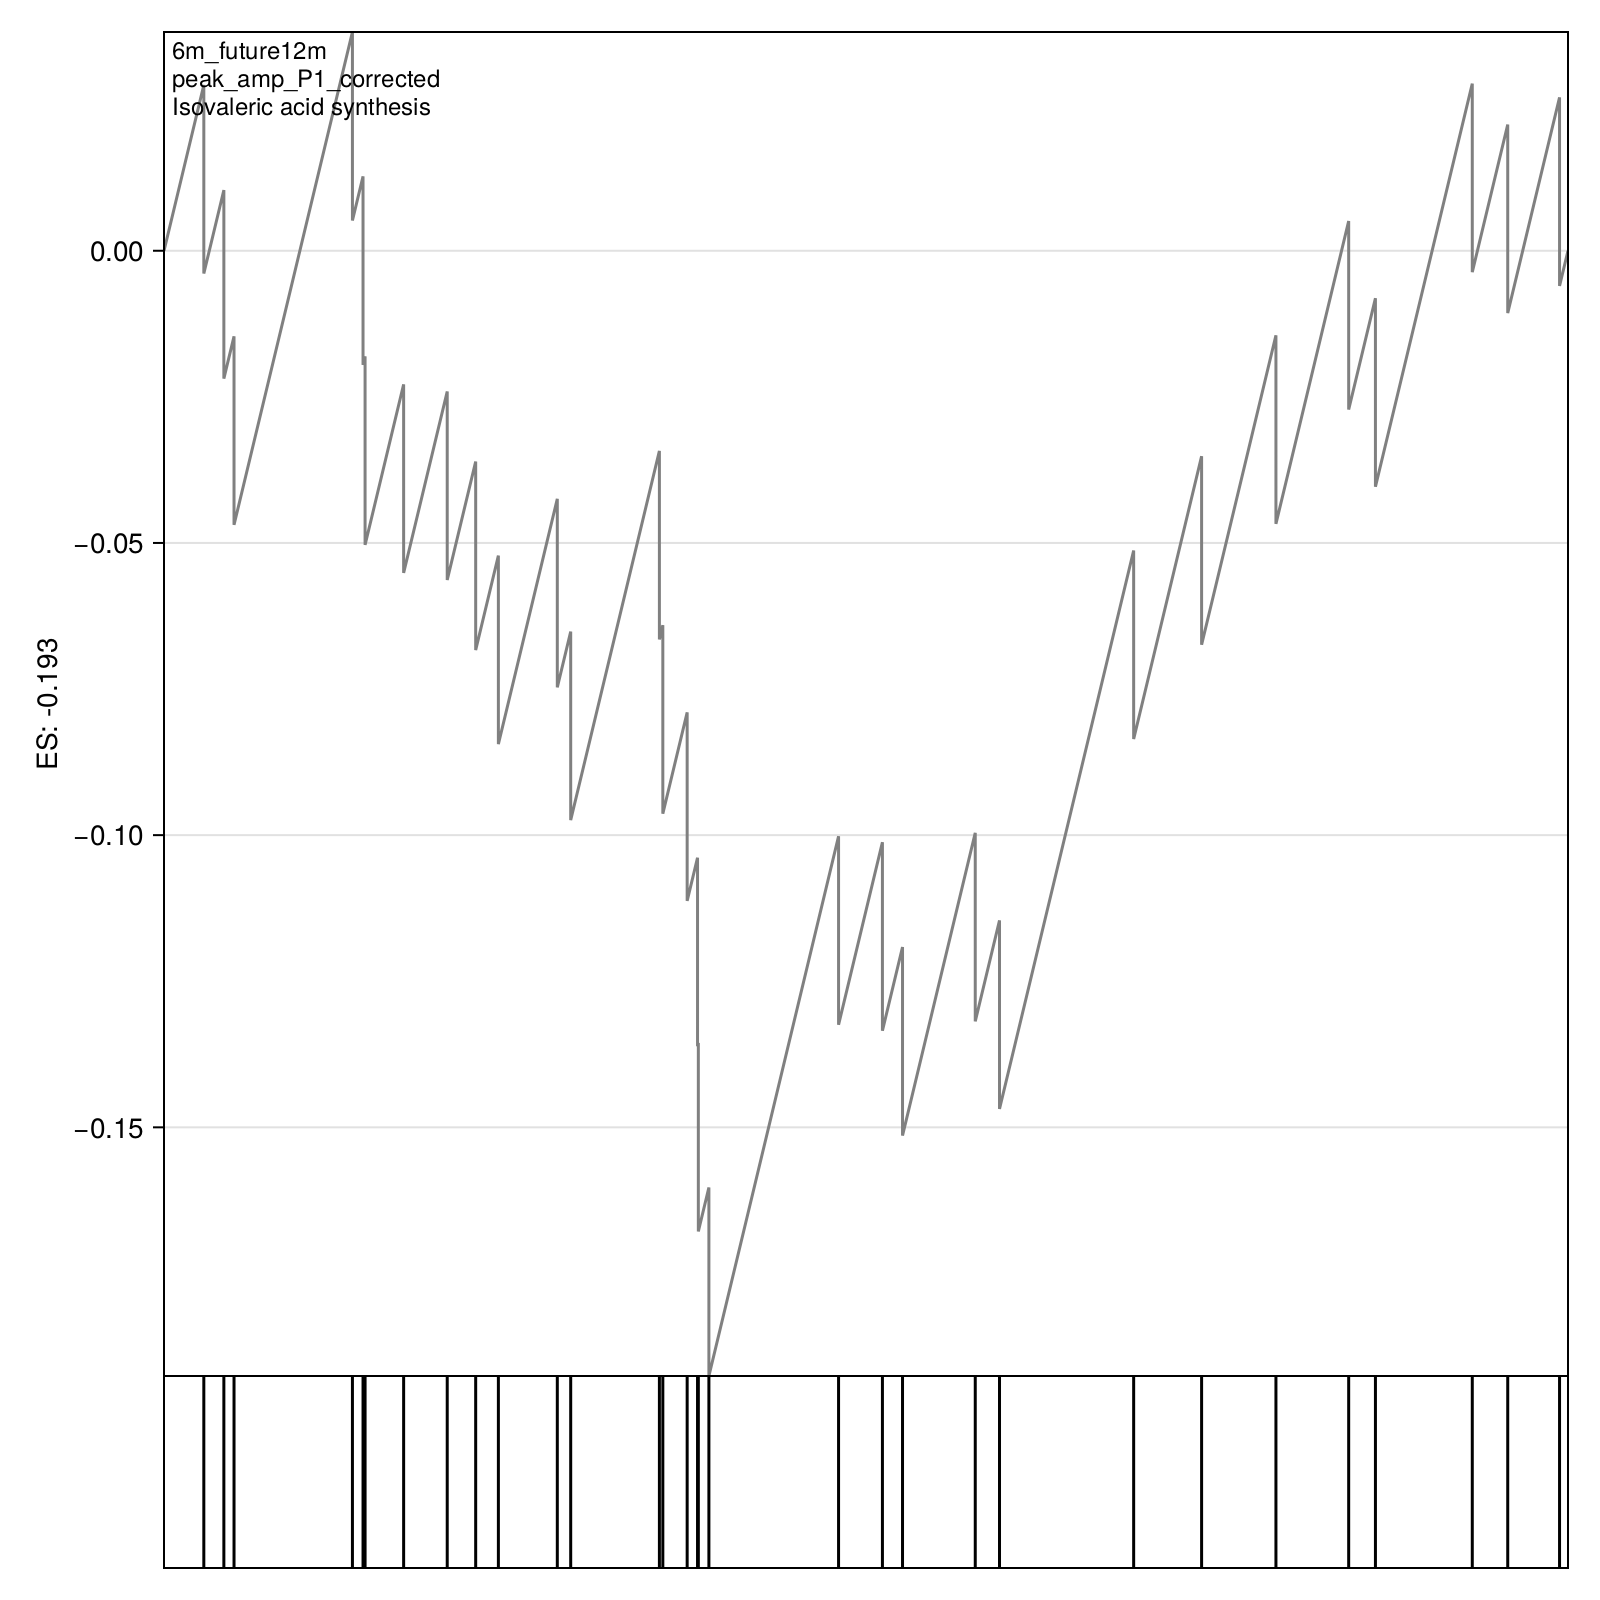 6m_future12m
peak_amp_P1_corrected
Isovaleric acid synthesis
0.00
−0.05
ES: -0.193
−0.10
−0.15